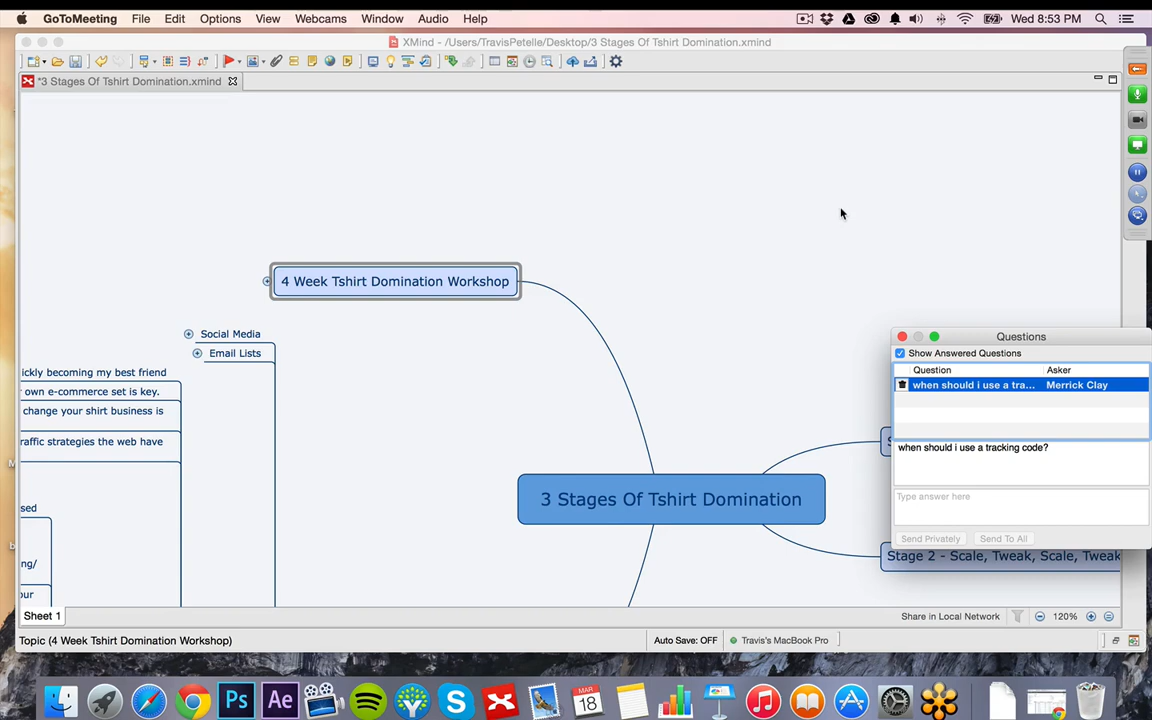 GoToMeeting File Edit Options View Webcams Window Audio Help Wed 8:53 PM
XMind - /Users/TravisPetelle/Desktop/3 Stages Of Tshirt Domination.xmind
*3 Stages Of Tshirt Domination.xmind
4 Week Tshirt Domination Workshop
Social Media
Email Lists
ickly becoming my best friend
own e-commerce set is key.
change your shirt business is
raffic strategies the web have
sed
ng/
our
3 Stages Of Tshirt Domination
S
Stage 2 - Scale, Tweak, Scale, Tweak
Questions
Show Answered Questions
Question Asker
when should i use a tra... Merrick Clay
when should i use a tracking code?
Type answer here
Send Privately Send To All
Sheet 1
Share in Local Network 120%
Topic (4 Week Tshirt Domination Workshop) Auto Save: OFF Travis's MacBook Pro
Ps Ae MAR 18